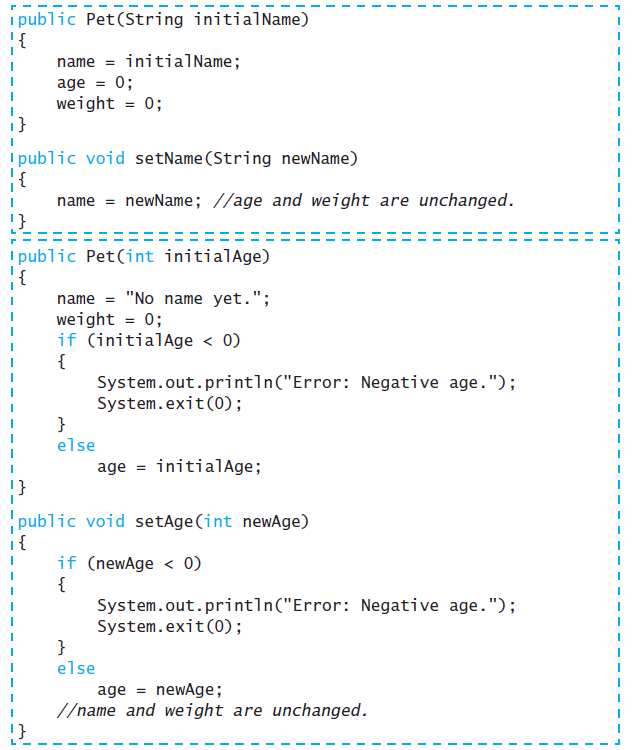 public Pet(String initialName)
{
    name = initialName;
    age = 0;
    weight = 0;
}
public void setName(String newName)
{
    name = newName; //age and weight are unchanged.
}
public Pet(int initialAge)
{
    name = "No name yet.";
    weight = 0;
    if (initialAge < 0)
    {
        System.out.println("Error: Negative age.");
        System.exit(0);
    }
    else
        age = initialAge;
}
public void setAge(int newAge)
{
    if (newAge < 0)
    {
        System.out.println("Error: Negative age.");
        System.exit(0);
    }
    else
        age = newAge;
    //name and weight are unchanged.
}